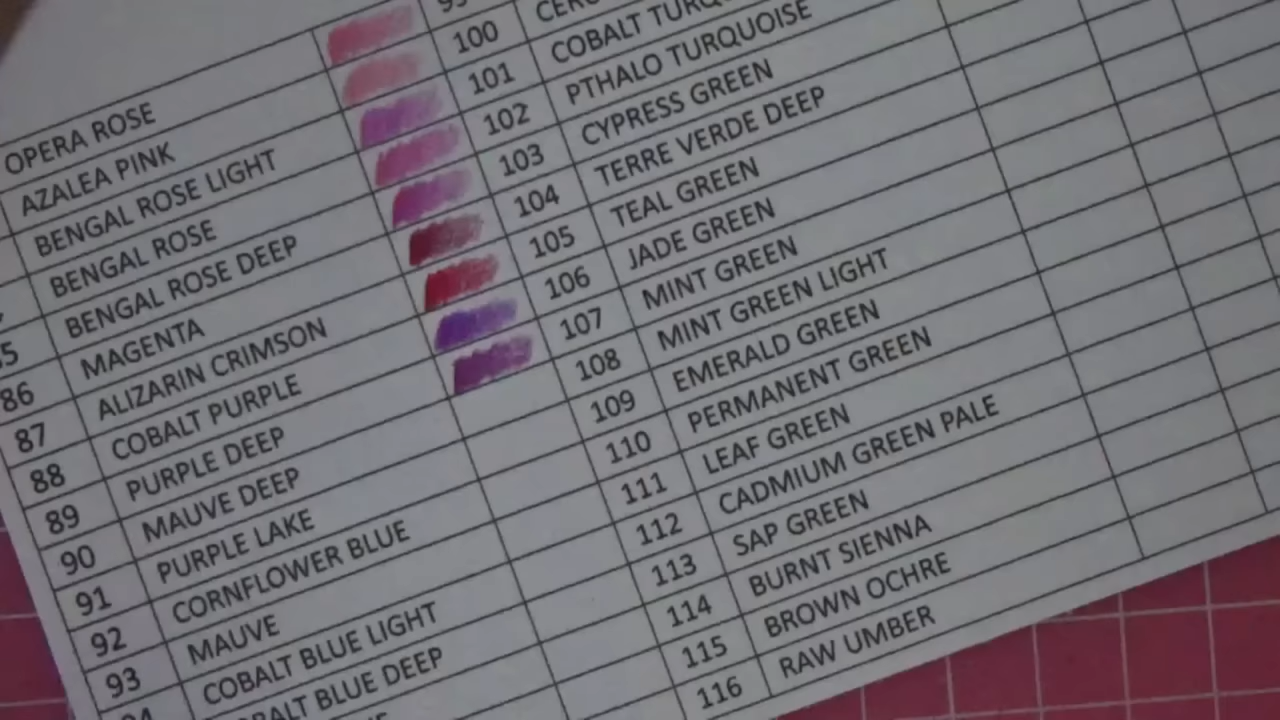 OPERA ROSE
AZALEA PINK
BENGAL ROSE LIGHT
BENGAL ROSE
BENGAL ROSE DEEP
86 MAGENTA
87 ALIZARIN CRIMSON
88 COBALT PURPLE
89 PURPLE DEEP
90 MAUVE DEEP
91 PURPLE LAKE
92 CORNFLOWER BLUE
93 MAUVE
COBALT BLUE LIGHT
BLUE DEEP
100
101 COBALT
102 PTHALO TURQUOISE
103 CYPRESS GREEN
104 TERRE VERDE DEEP
105 TEAL GREEN
106 JADE GREEN
107 MINT GREEN
108 MINT GREEN LIGHT
109 EMERALD GREEN
110 PERMANENT GREEN
111 LEAF GREEN
112 CADMIUM GREEN PALE
113 SAP GREEN
114 BURNT SIENNA
115 BROWN OCHRE
116 RAW UMBER